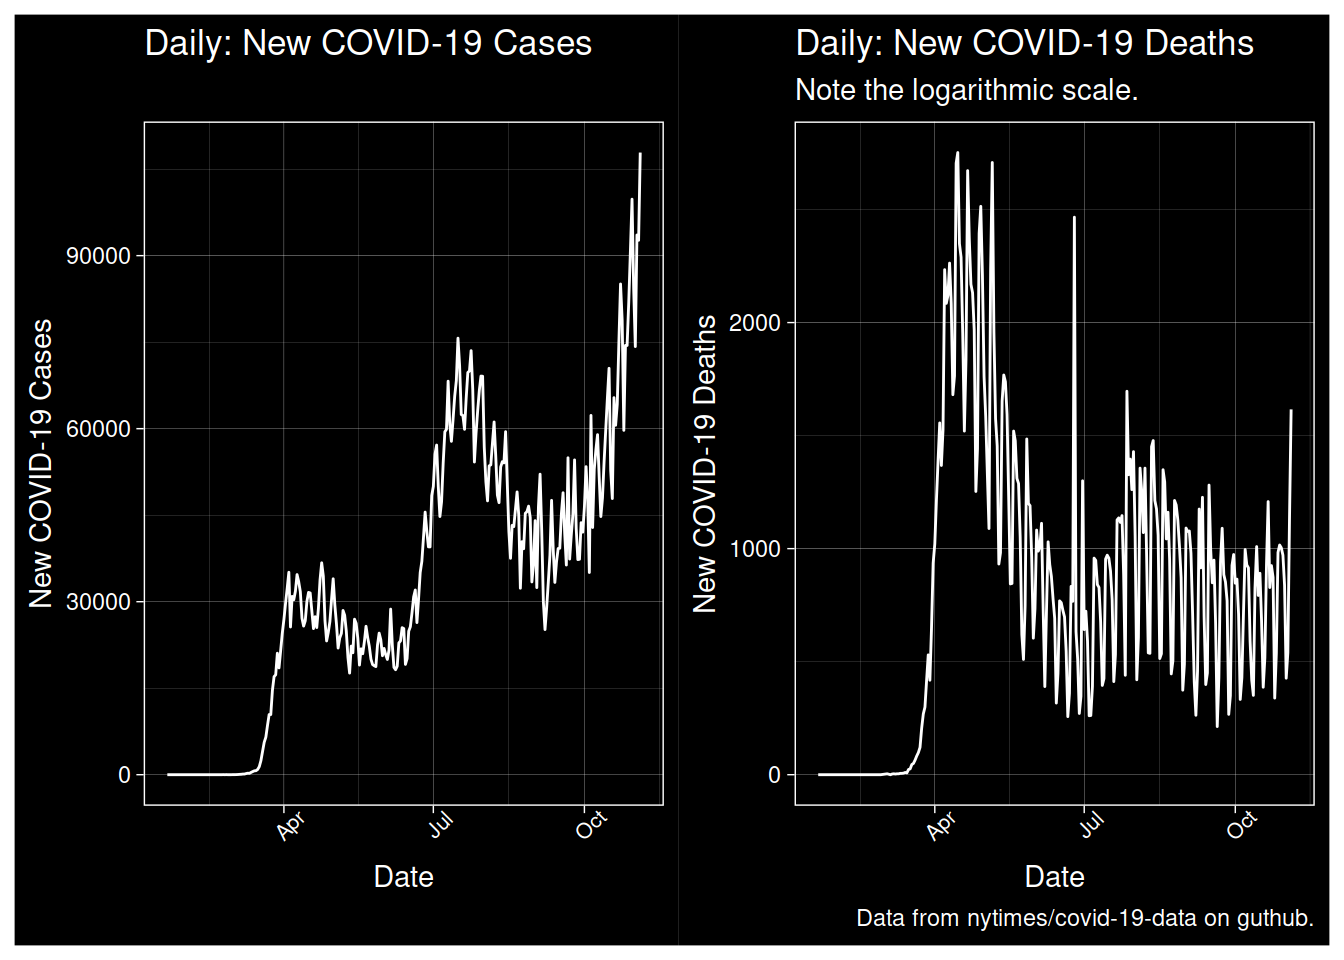 Daily: New COVID-19 Cases
New COVID-19 Cases
90000
60000
30000
0
Apr
Jul
Oct
Date
Daily: New COVID-19 Deaths
Note the logarithmic scale.
New COVID-19 Deaths
2000
1000
0
Apr
Jul
Oct
Date
Data from nytimes/covid-19-data on guthub.